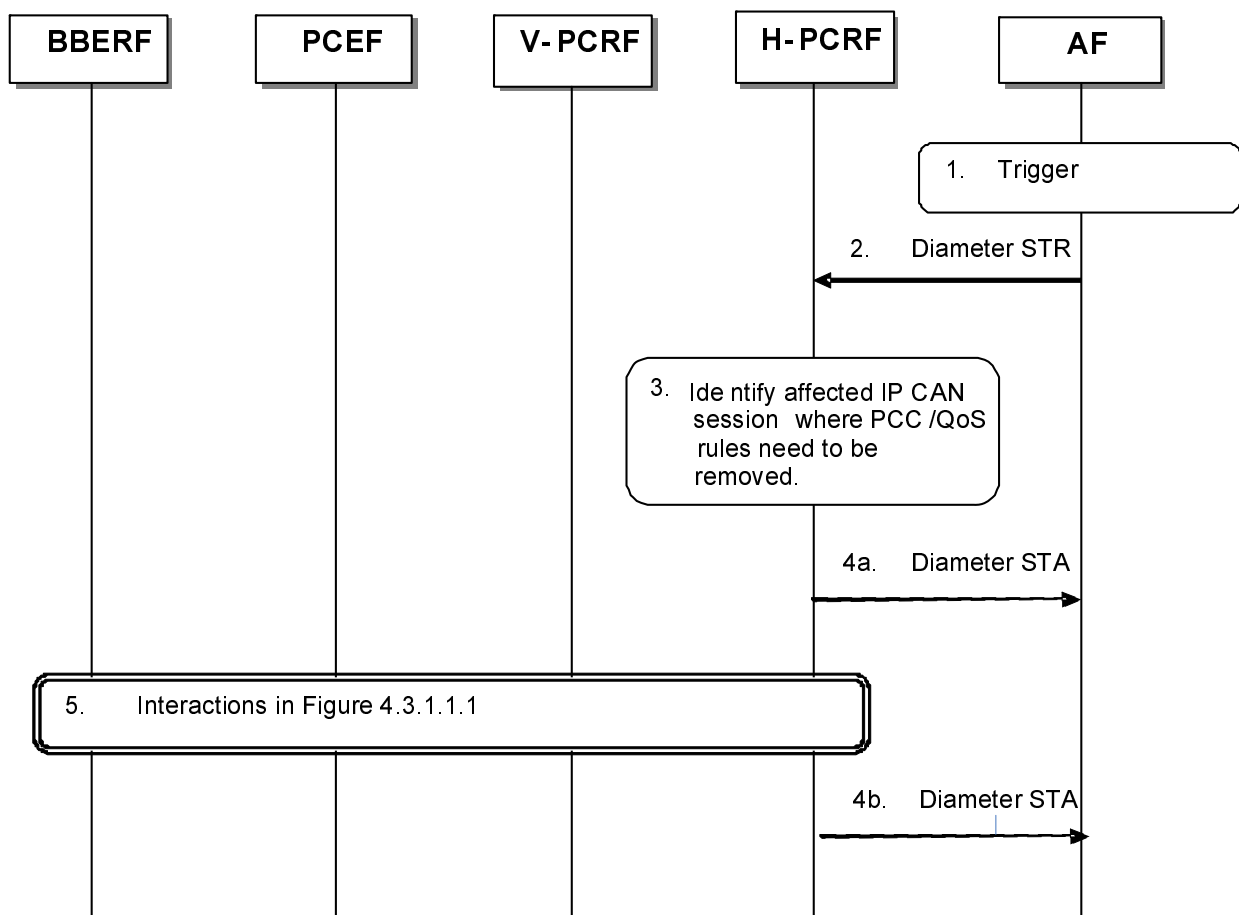 BBERF
PCEF
V-PCRF
H-PCRF
AF
1. Trigger
2. Diameter STR
3. Ide ntify affected IP CAN
session where PCC /QoS
rules need to be
removed.
4a. Diameter STA
5. Interactions in Figure 4.3.1.1.1
4b. Diameter STA